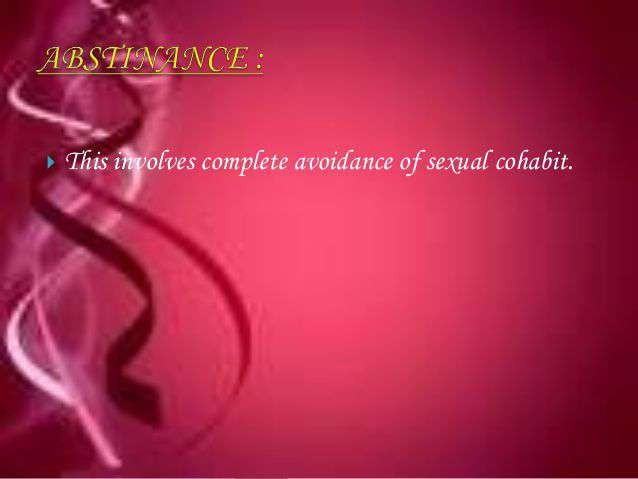 ABSTINANCE :
This involves complete avoidance of sexual cohabit.